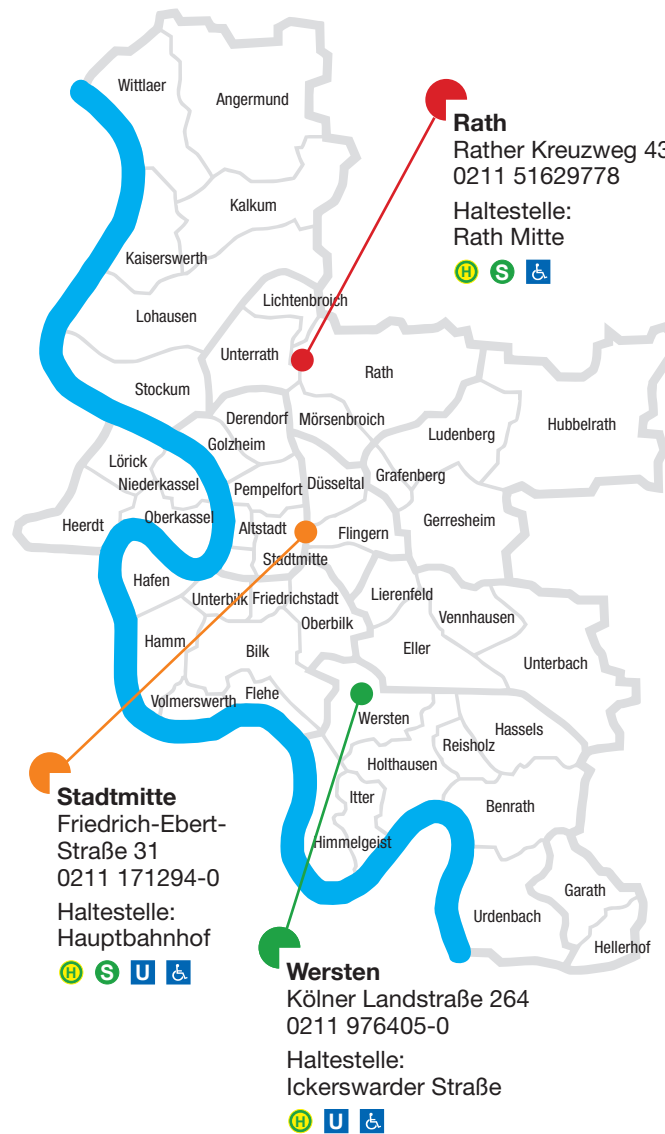 Wittlaer
Angermund
Rath
Rather Kreuzweg 43
0211 51629778
Haltestelle:
Rath Mitte
H S
Kalkum
Kaiserswerth
Lichtenbroich
Lohausen
Unterrath
Rath
Stockum
Derendorf
Mörsenbroich
Hubbelrath
Golzheim
Ludenberg
Lörick
Grafenberg
Niederkassel
Pempelfort
Düsseltal
Oberkassel
Gerresheim
Heerdt
Altstadt
Flingern
Stadtmitte
Hafen
Unterbilk
Friedrichstadt
Lierenfeld
Vennhausen
Oberbilk
Hamm
Bilk
Eller
Unterbach
Flehe
Volmerswerth
Wersten
Hassels
Reisholz
Holthausen
Itter
Benrath
Himmelgeist
Garath
Urdenbach
Hellerhof
Stadtmitte
Friedrich-Ebert-
Straße 31
0211 171294-0
Haltestelle:
Hauptbahnhof
H S U
Wersten
Kölner Landstraße 264
0211 976405-0
Haltestelle:
Ickerswarder Straße
H U